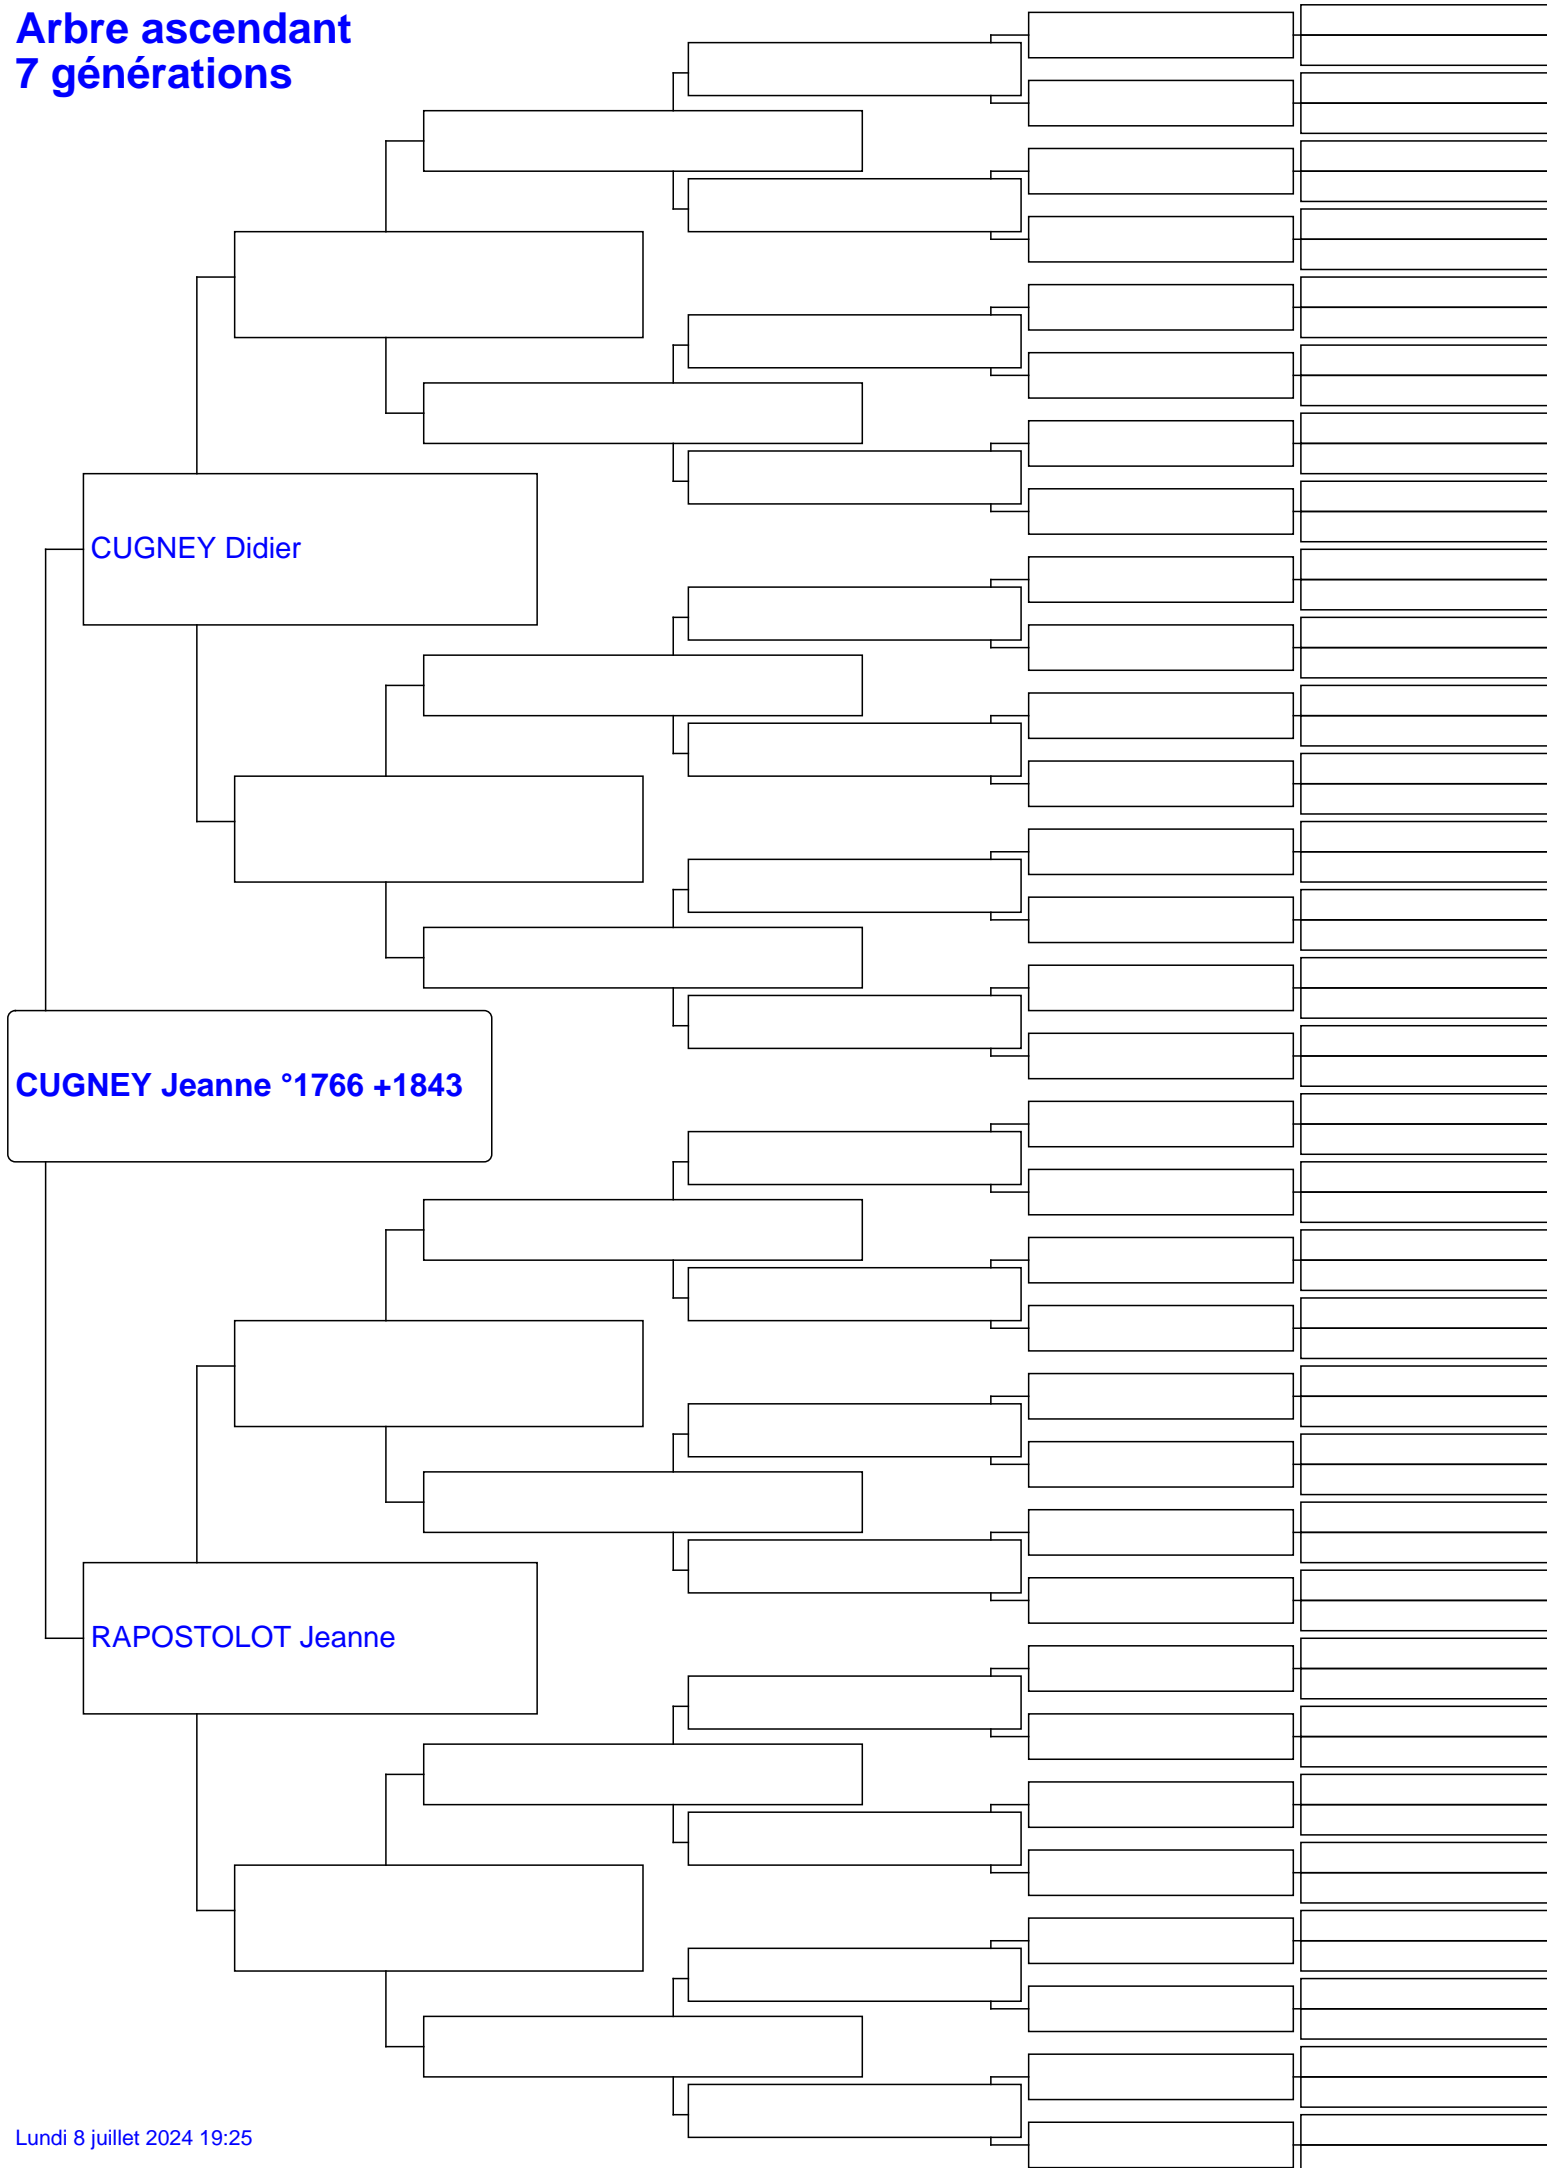 Arbre ascendant
7 générations
CUGNEY Didier
CUGNEY Jeanne °1766 +1843
RAPOSTOLOT Jeanne
Lundi 8 juillet 2024 19:25